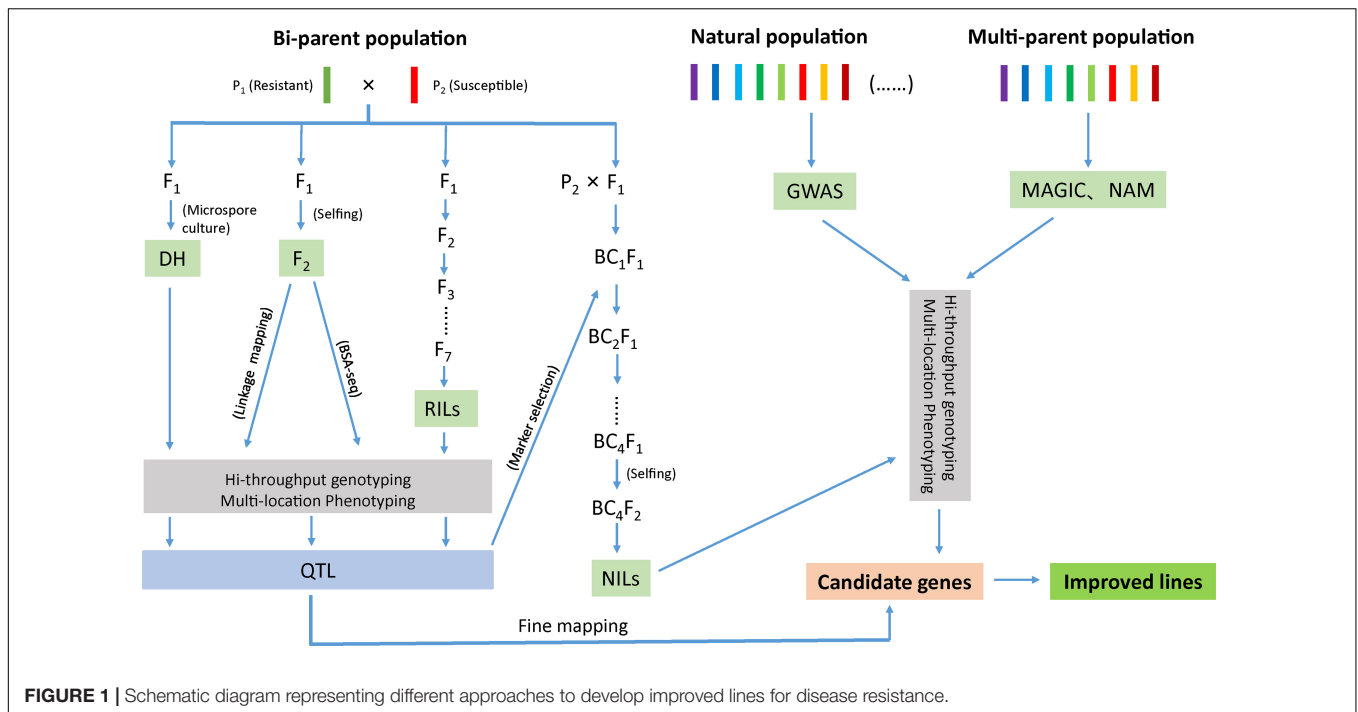 Bi-parent population
Natural population
Multi-parent population
P1 (Resistant)
×
P2 (Susceptible)
(......)
F1
F1
F1
P2 × F1
GWAS
MAGIC、NAM
(Microspore
culture)
(Selfing)
DH
F2
F2
F3
......
F7
RILs
BC1F1
BC2F1
......
BC4F1
(Selfing)
BC4F2
NILs
(Linkage mapping)
(BSA-seq)
(Marker selection)
Hi-throughput genotyping
Multi-location Phenotyping
Hi-throughput genotyping
Multi-location Phenotyping
QTL
Candidate genes
Improved lines
Fine mapping
FIGURE 1 | Schematic diagram representing different approaches to develop improved lines for disease resistance.